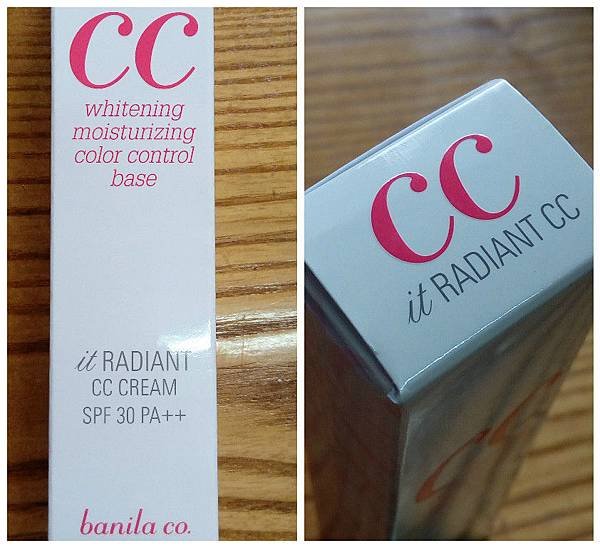 CC
whitening
moisturizing
color control
base
it RADIANT
CC CREAM
SPF 30 PA++
banila co.
CC
it RADIANT CC
CC